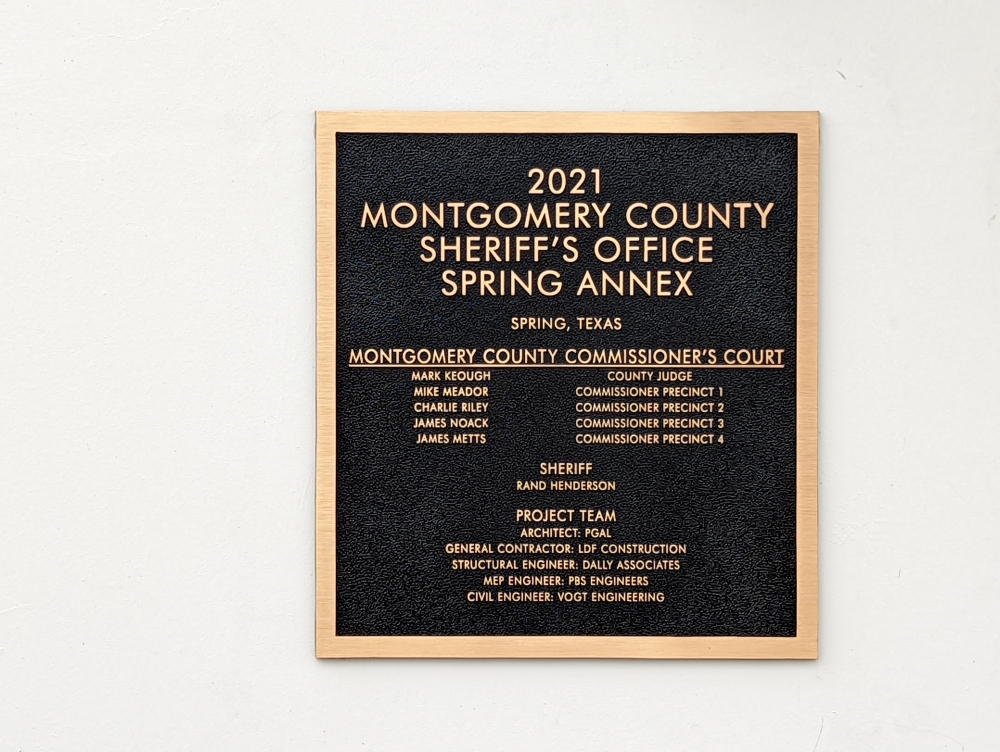 2021
MONTGOMERY COUNTY
SHERIFF'S OFFICE
SPRING ANNEX
SPRING, TEXAS
MONTGOMERY COUNTY COMMISSIONER'S COURT
MARK KEOUGH COUNTY JUDGE
MIKE MEADOR COMMISSIONER PRECINCT 1
CHARLIE RILEY COMMISSIONER PRECINCT 2
JAMES NOACK COMMISSIONER PRECINCT 3
JAMES METTS COMMISSIONER PRECINCT 4
SHERIFF
RAND HENDERSON
PROJECT TEAM
ARCHITECT: PGAL
GENERAL CONTRACTOR: LDF CONSTRUCTION
STRUCTURAL ENGINEER: DALLY ASSOCIATES
MEP ENGINEER: PBS ENGINEERS
CIVIL ENGINEER: VOGT ENGINEERING